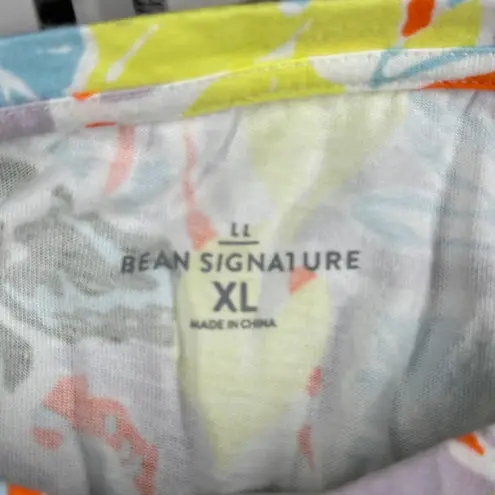 LL
BEAN SIGNATURE
XL
MADE IN CHINA